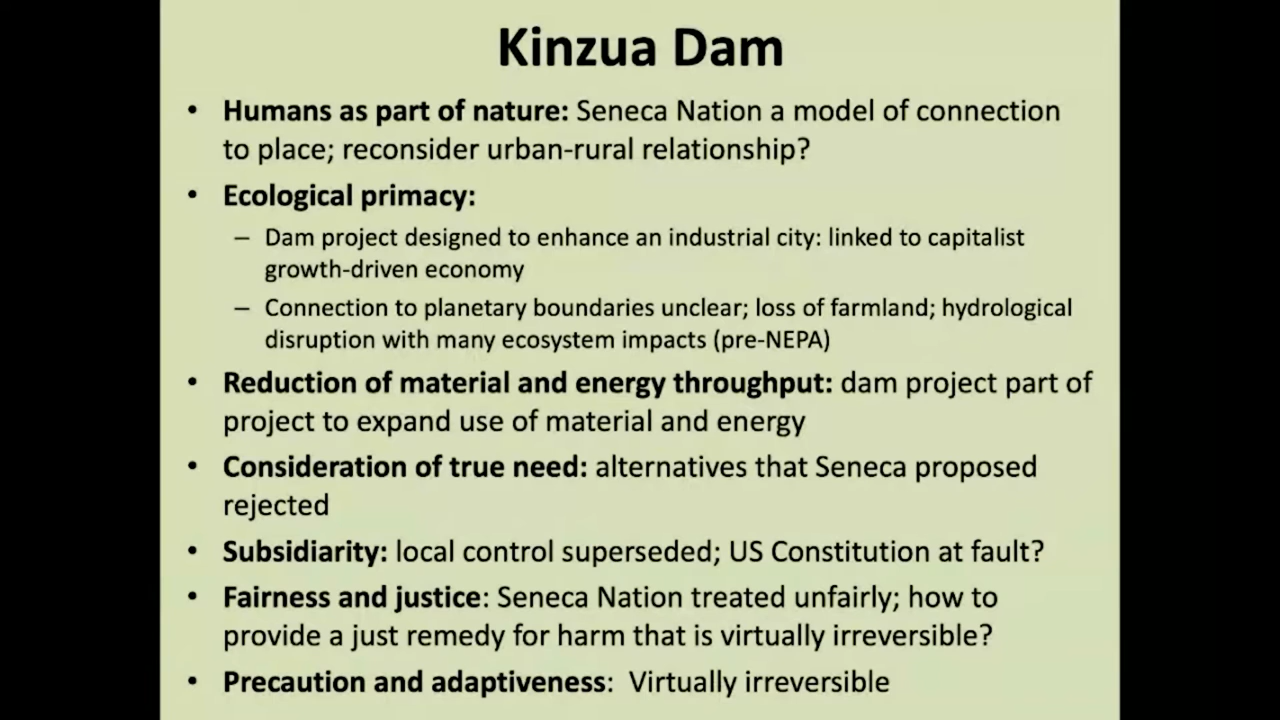 Kinzua Dam
• Humans as part of nature: Seneca Nation a model of connection
to place; reconsider urban-rural relationship?
• Ecological primacy:
– Dam project designed to enhance an industrial city: linked to capitalist
growth-driven economy
– Connection to planetary boundaries unclear; loss of farmland; hydrological
disruption with many ecosystem impacts (pre-NEPA)
• Reduction of material and energy throughput: dam project part of
project to expand use of material and energy
• Consideration of true need: alternatives that Seneca proposed
rejected
• Subsidiarity: local control superseded; US Constitution at fault?
• Fairness and justice: Seneca Nation treated unfairly; how to
provide a just remedy for harm that is virtually irreversible?
• Precaution and adaptiveness: Virtually irreversible